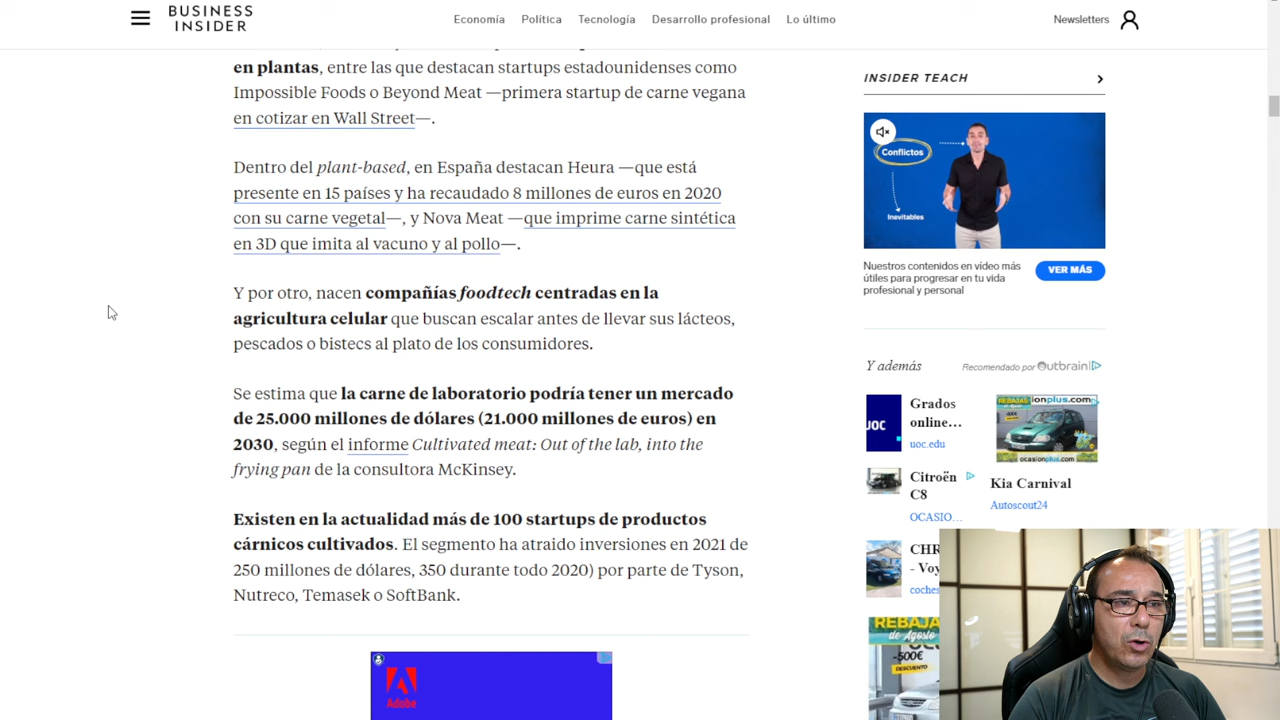 BUSINESS
INSIDER
Economía
Política
Tecnología
Desarrollo profesional
Lo último
Newsletters
en plantas, entre las que destacan startups estadounidenses como
Impossible Foods o Beyond Meat —primera startup de carne vegana
en cotizar en Wall Street—.
Dentro del plant-based, en España destacan Heura —que está
presente en 15 países y ha recaudado 8 millones de euros en 2020
con su carne vegetal—, y Nova Meat —que imprime carne sintética
en 3D que imita al vacuno y al pollo—.
Y por otro, nacen compañías foodtech centradas en la
agricultura celular que buscan escalar antes de llevar sus lácteos,
pescados o bistecs al plato de los consumidores.
Se estima que la carne de laboratorio podría tener un mercado
de 25.000 millones de dólares (21.000 millones de euros) en
2030, según el informe Cultivated meat: Out of the lab, into the
frying pan de la consultora McKinsey.
Existen en la actualidad más de 100 startups de productos
cárnicos cultivados. El segmento ha atraido inversiones en 2021 de
250 millones de dólares, 350 durante todo 2020) por parte de Tyson,
Nutreco, Temasek o SoftBank.
Adobe
INSIDER TEACH
Conflictos
Inevitables
Nuestros contenidos en vídeo más
útiles para progresar en tu vida
profesional y personal
VER MÁS
Y además
Recomendado por Outbrain
Grados
online...
uoc.edu
UOC
REBAJAS
ionplus.com
ocasionplus.com
Kia Carnival
Autoscout24
Citroën
C8
OCASIO...
CHR
- Voy
coches
REBAJAS
de Agosto
-500€
DESCUENTO